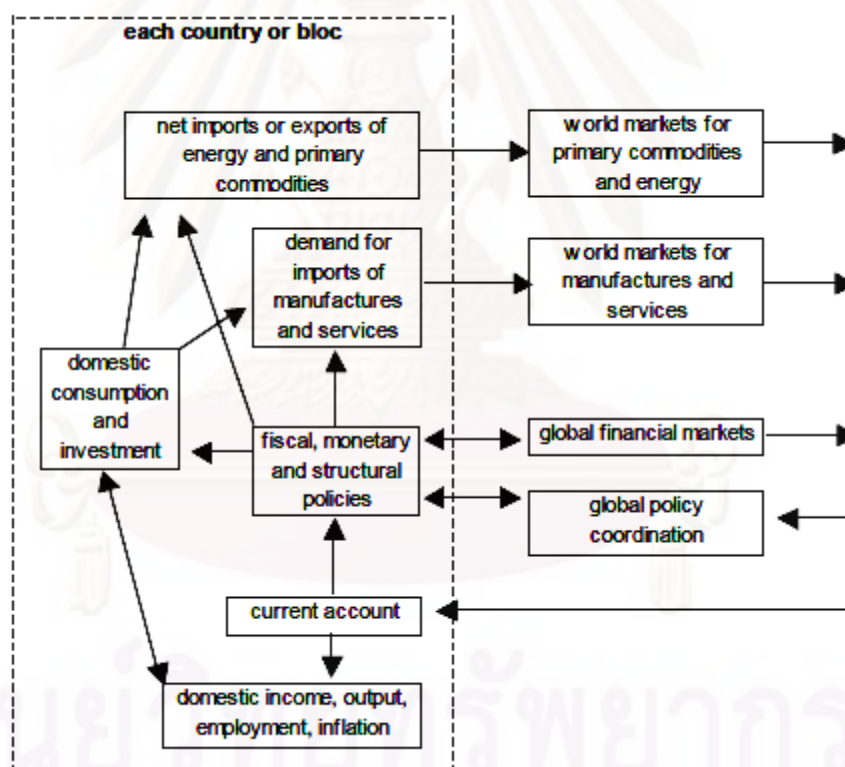 each country or bloc
net imports or exports of
energy and primary
commodities
world markets for
primary commodities
and energy
demand for
imports of
manufactures
and services
world markets for
manufactures and
services
domestic
consumption
and
investment
fiscal, monetary
and structural
policies
global financial markets
global policy
coordination
current account
domestic income, output,
employment, inflation